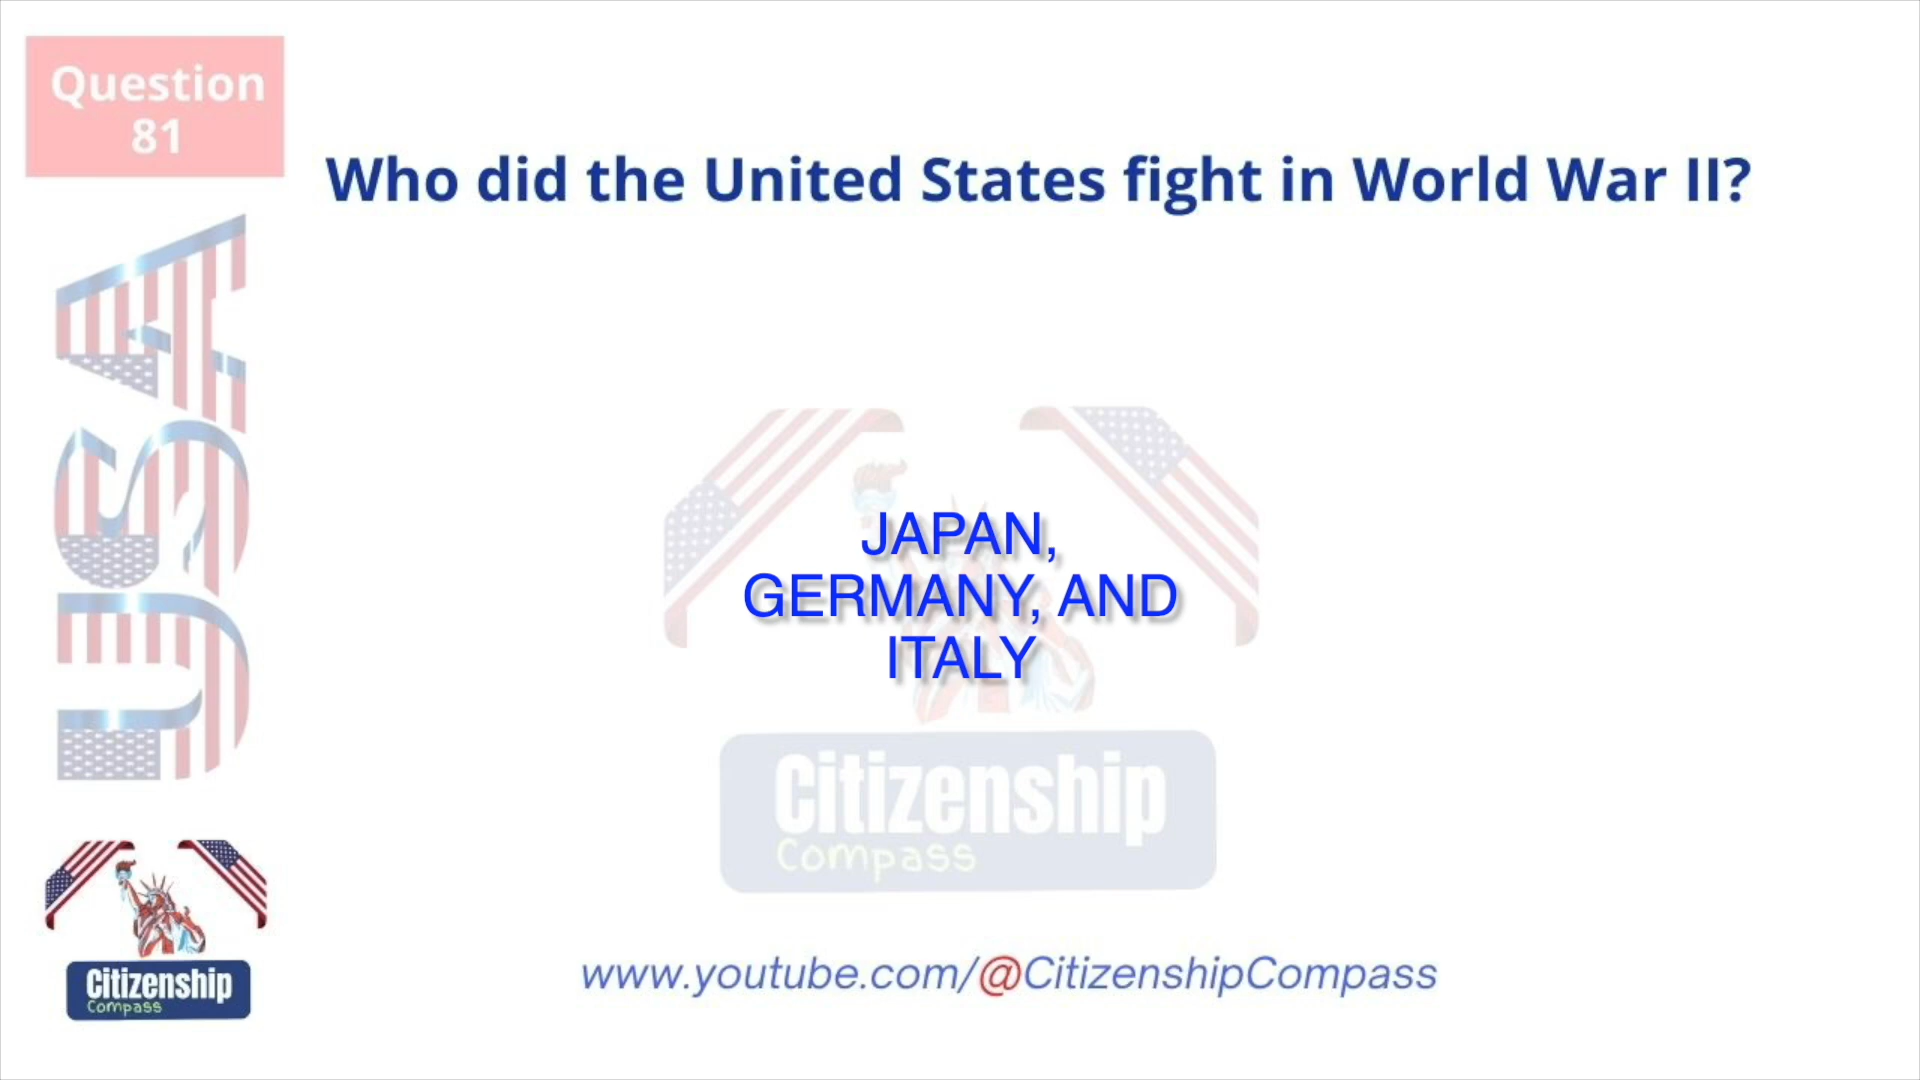 Question
81
Who did the United States fight in World War II?
USA
JAPAN,
GERMANY, AND
ITALY
Citizenship
Compass
Citizenship
Compass
www.youtube.com/@CitizenshipCompass